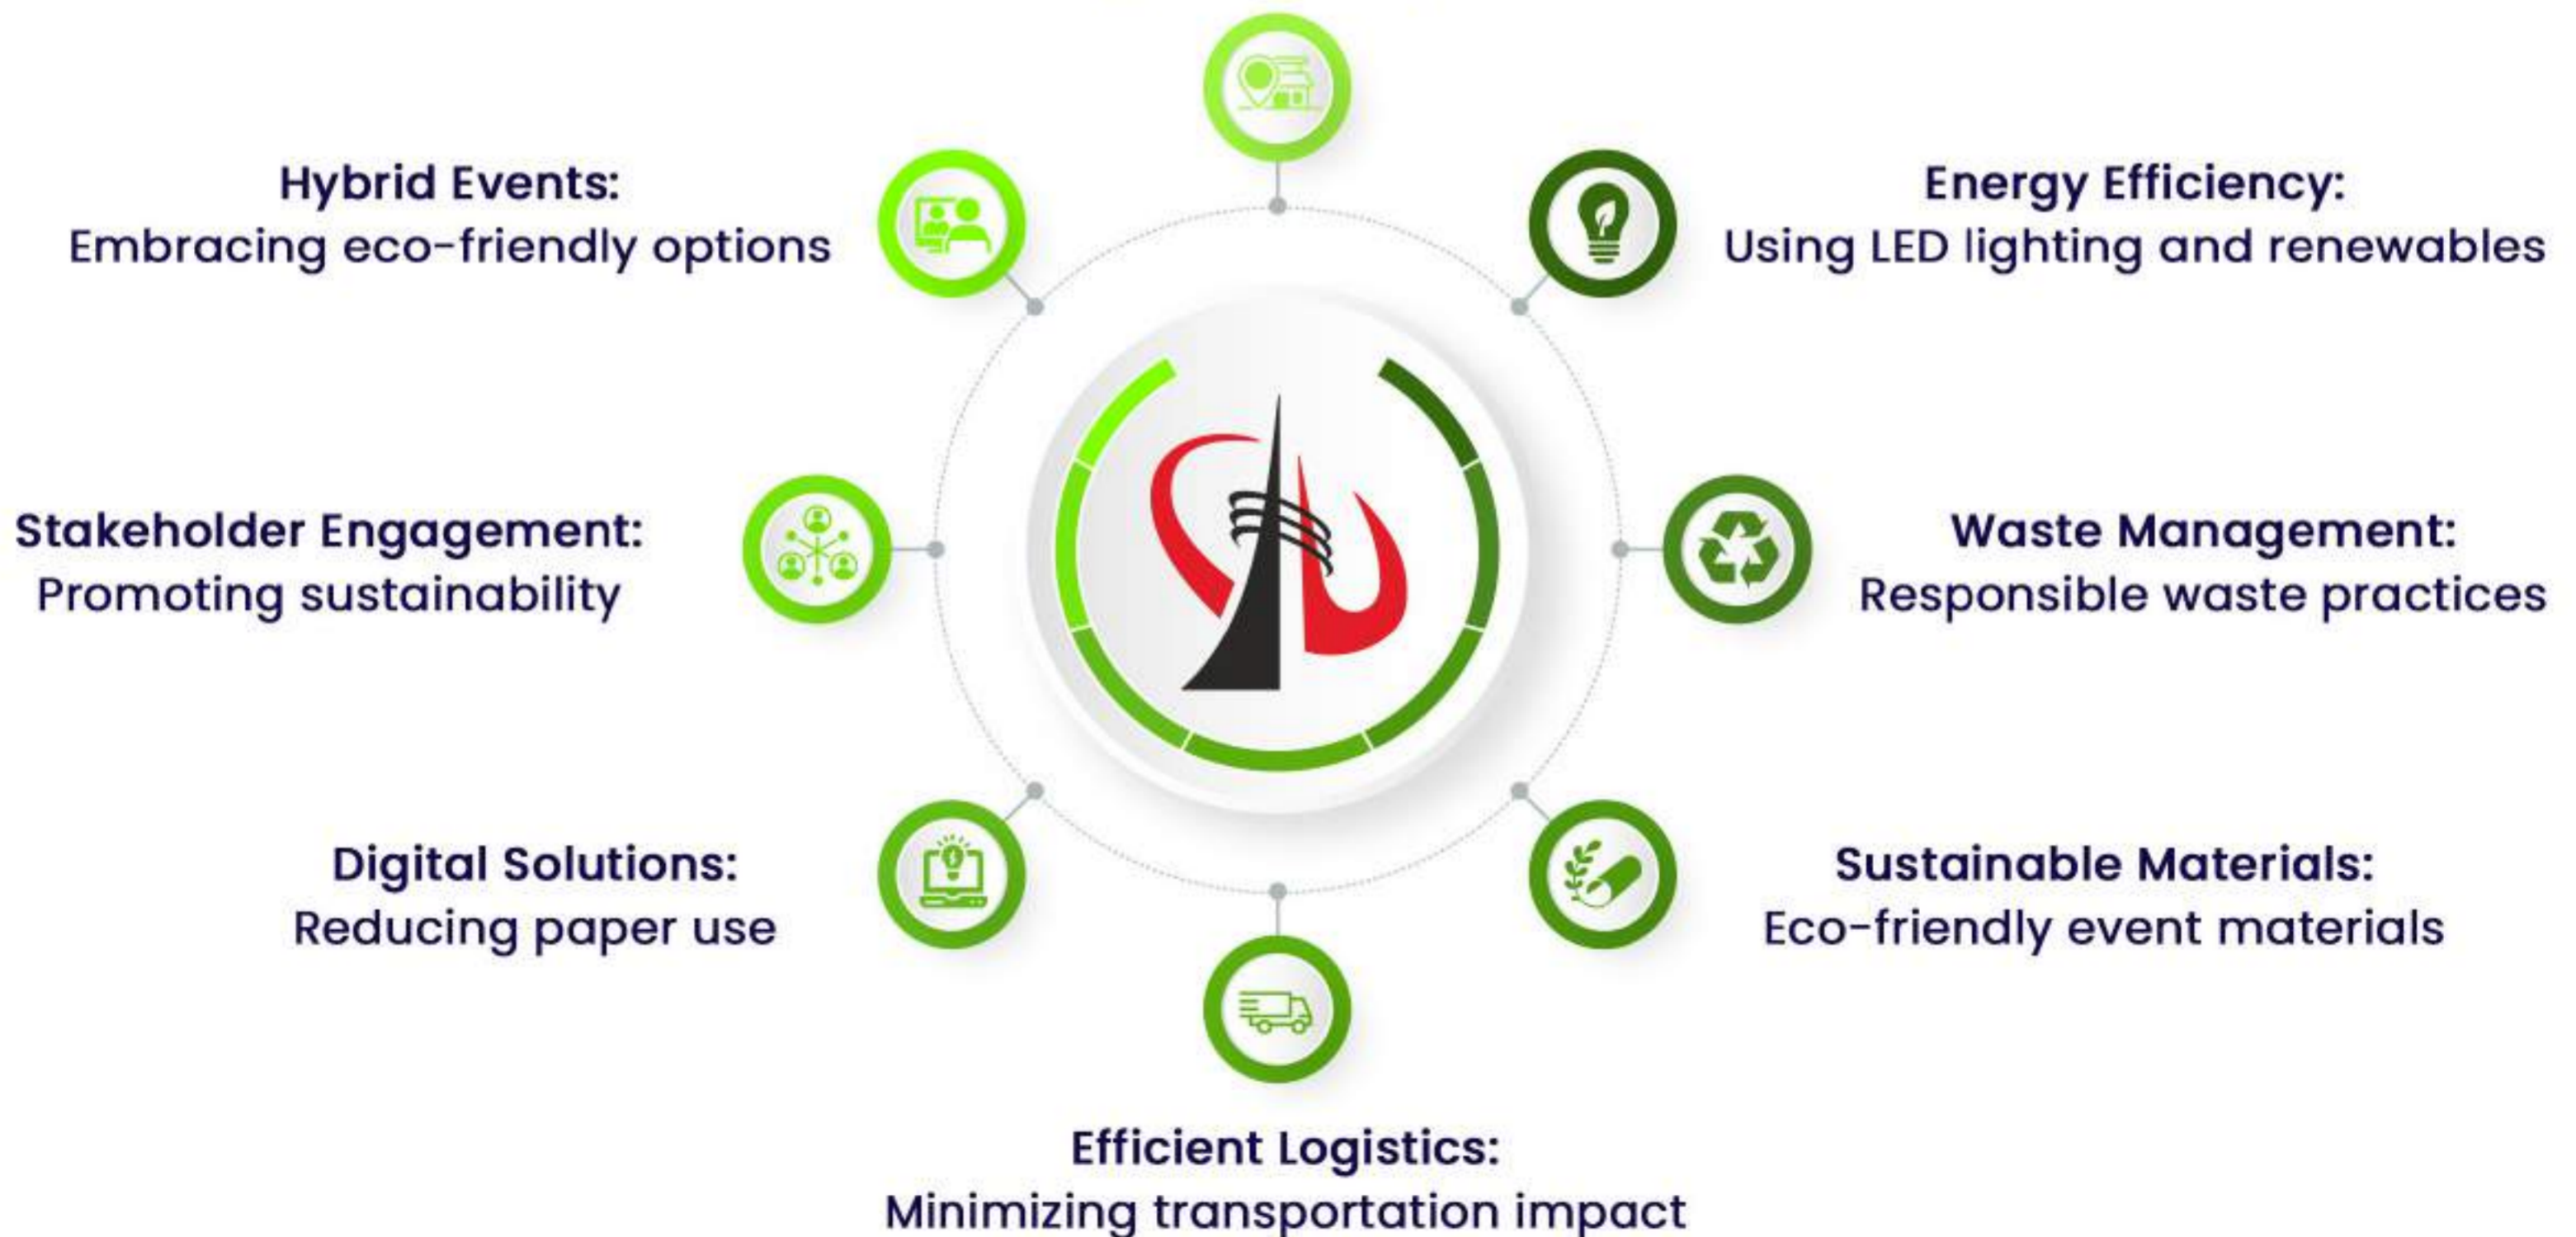 Hybrid Events:
Embracing eco-friendly options
Energy Efficiency:
Using LED lighting and renewables
Stakeholder Engagement:
Promoting sustainability
Waste Management:
Responsible waste practices
Digital Solutions:
Reducing paper use
Sustainable Materials:
Eco-friendly event materials
Efficient Logistics:
Minimizing transportation impact